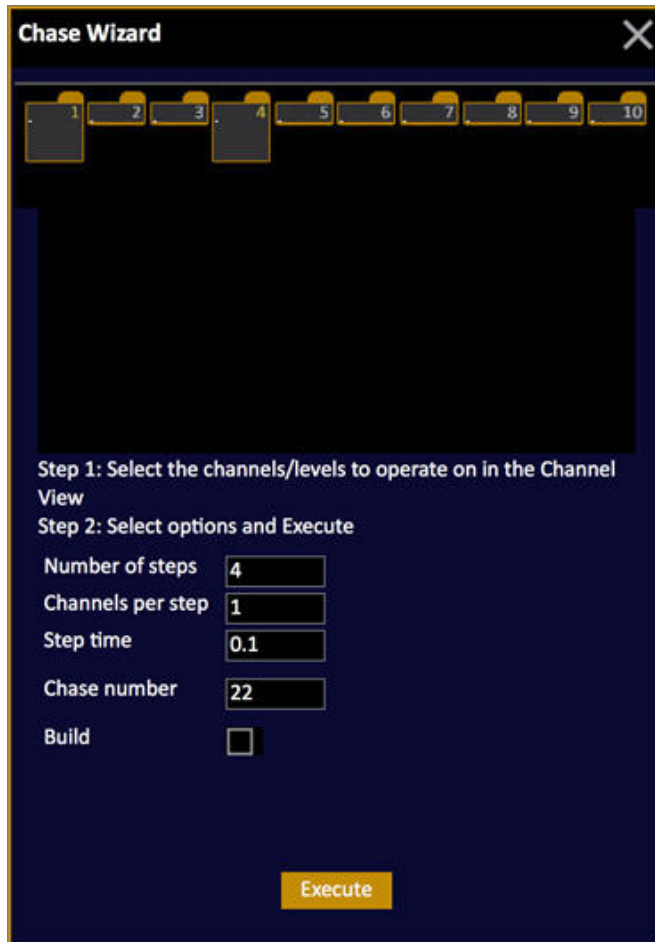 Chase Wizard
1 2 3 4 5 6 7 8 9 10
Step 1: Select the channels/levels to operate on in the Channel
View
Step 2: Select options and Execute
Number of steps 4
Channels per step 1
Step time 0.1
Chase number 22
Build
Execute